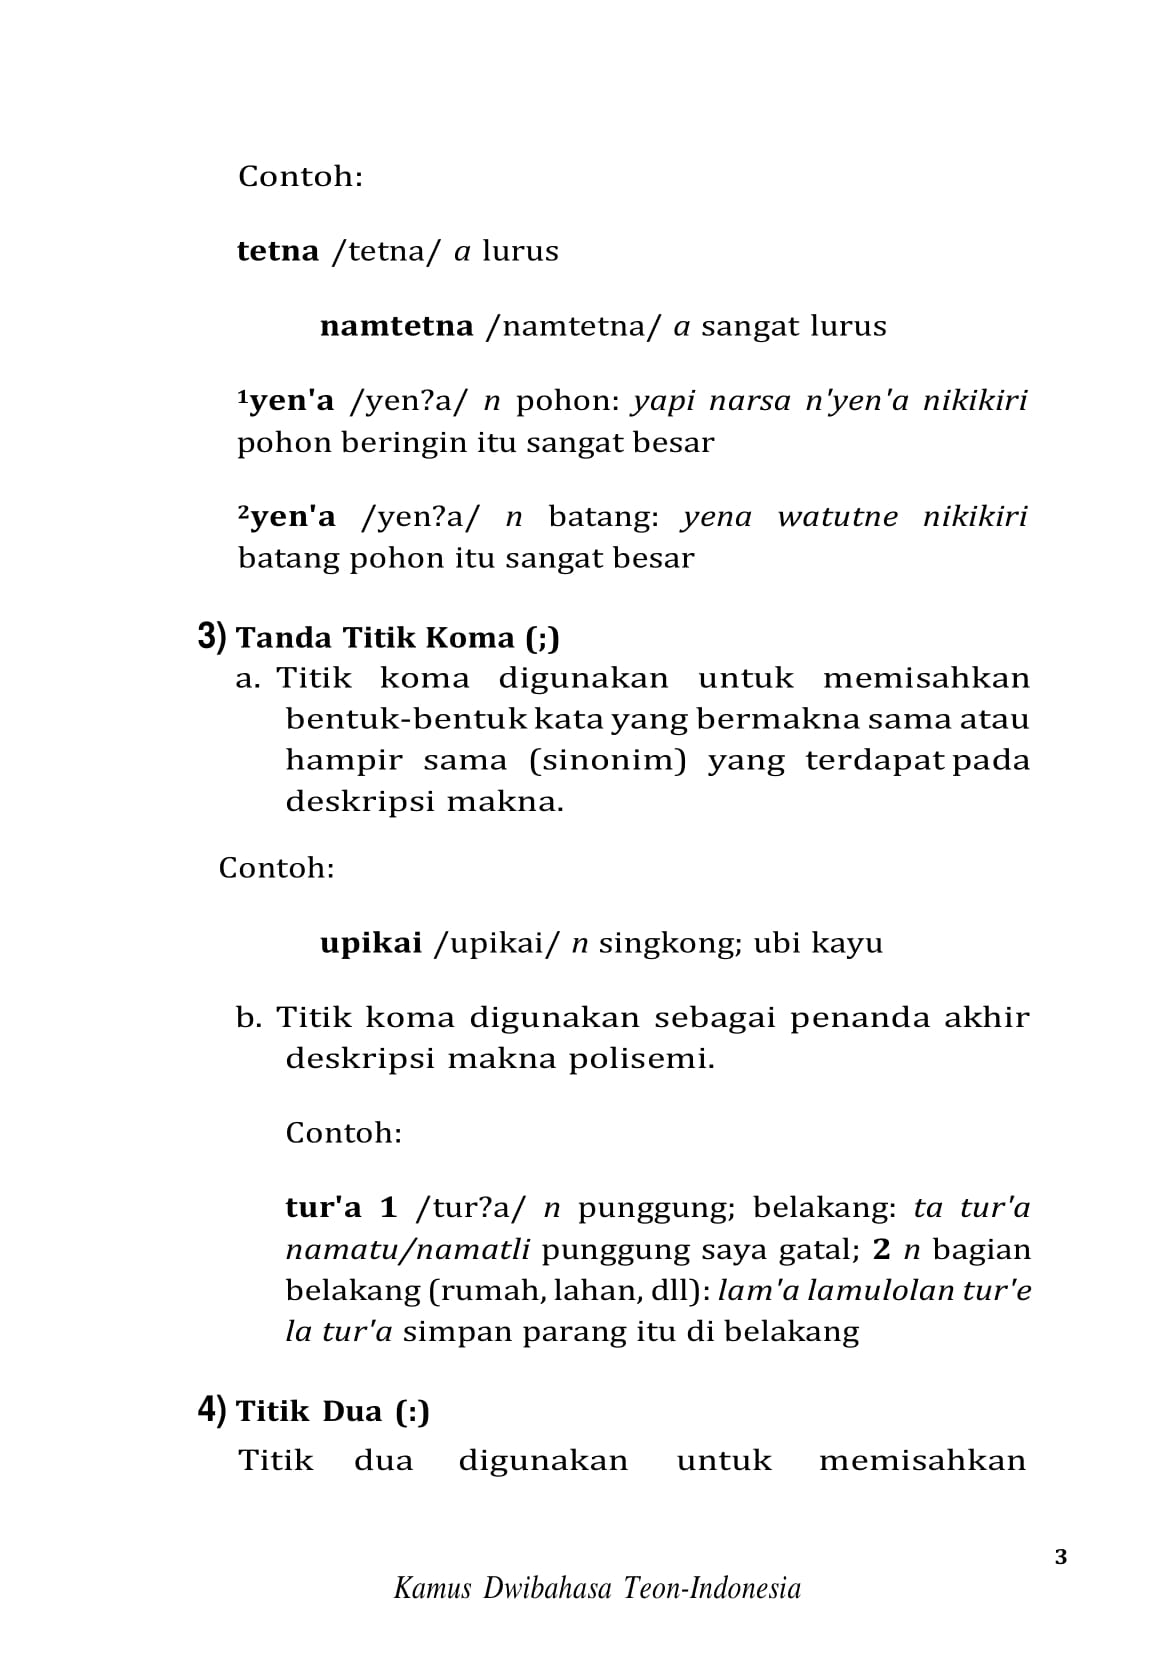 Contoh:
tetna /tetna/ a lurus
namtetna /namtetna/ a sangat lurus
¹yen'a /yen?a/ n pohon: yapi narsa n'yen'a nikikiri
pohon beringin itu sangat besar
²yen'a /yen?a/ n batang: yena watutne nikikiri
batang pohon itu sangat besar
3) Tanda Titik Koma (;)
a. Titik koma digunakan untuk memisahkan
bentuk-bentuk kata yang bermakna sama atau
hampir sama (sinonim) yang terdapat pada
deskripsi makna.
Contoh:
upikai /upikai/ n singkong; ubi kayu
b. Titik koma digunakan sebagai penanda akhir
deskripsi makna polisemi.
Contoh:
tur'a 1 /tur?a/ n punggung; belakang: ta tur'a
namatu/namatli punggung saya gatal; 2 n bagian
belakang (rumah, lahan, dll): lam'a lamulolan tur'e
la tur'a simpan parang itu di belakang
4) Titik Dua (:)
Titik dua digunakan untuk memisahkan
3
Kamus Dwibahasa Teon-Indonesia